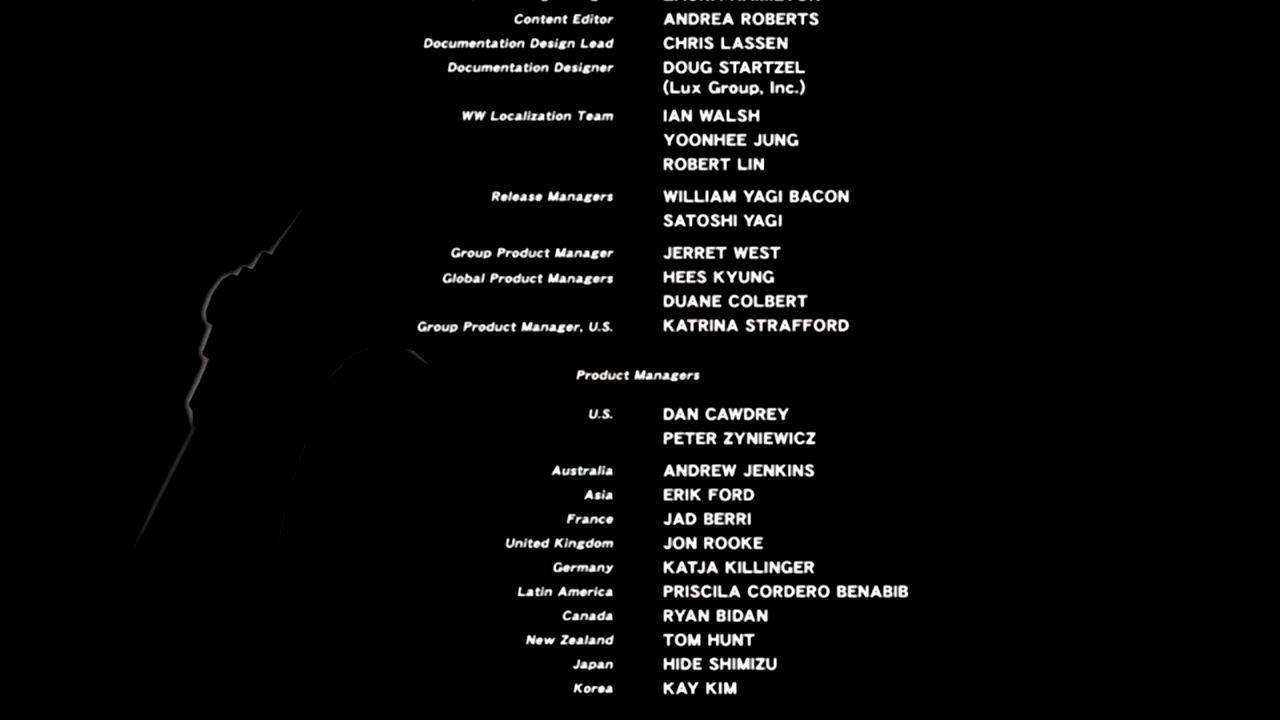 Content Editor ANDREA ROBERTS
Documentation Design Lead CHRIS LASSEN
Documentation Designer DOUG STARTZEL
(Lux Group, Inc.)
WW Localization Team IAN WALSH
YOONHEE JUNG
ROBERT LIN
Release Managers WILLIAM YAGI BACON
SATOSHI YAGI
Group Product Manager JERRET WEST
Global Product Managers HEES KYUNG
DUANE COLBERT
Group Product Manager, U.S. KATRINA STRAFFORD
Product Managers
U.S. DAN CAWDREY
PETER ZYNIEWICZ
Australia ANDREW JENKINS
Asia ERIK FORD
France JAD BERRI
United Kingdom JON ROOKE
Germany KATJA KILLINGER
Latin America PRISCILA CORDERO BENABIB
Canada RYAN BIDAN
New Zealand TOM HUNT
Japan HIDE SHIMIZU
Korea KAY KIM